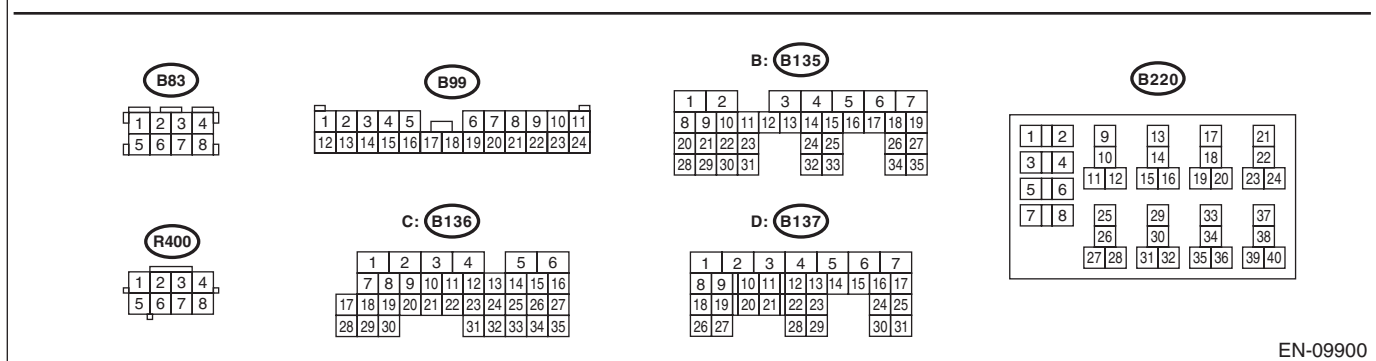 B83
1 2 3 4
5 6 7 8
B99
1 2 3 4 5 6 7 8 9 10 11
12 13 14 15 16 17 18 19 20 21 22 23 24
B: B135
1 2 3 4 5 6 7
8 9 10 11 12 13 14 15 16 17 18 19
20 21 22 23 24 25 26 27
28 29 30 31 32 33 34 35
B220
1 2 9 13 17 21
3 4 10 14 18 22
11 12 15 16 19 20 23 24
5 6
7 8 25 29 33 37
26 30 34 38
27 28 31 32 35 36 39 40
R400
1 2 3 4
5 6 7 8
C: B136
1 2 3 4 5 6
7 8 9 10 11 12 13 14 15 16
17 18 19 20 21 22 23 24 25 26 27
28 29 30 31 32 33 34 35
D: B137
1 2 3 4 5 6 7
8 9 10 11 12 13 14 15 16 17
18 19 20 21 22 23 24 25
26 27 28 29 30 31
EN-09900